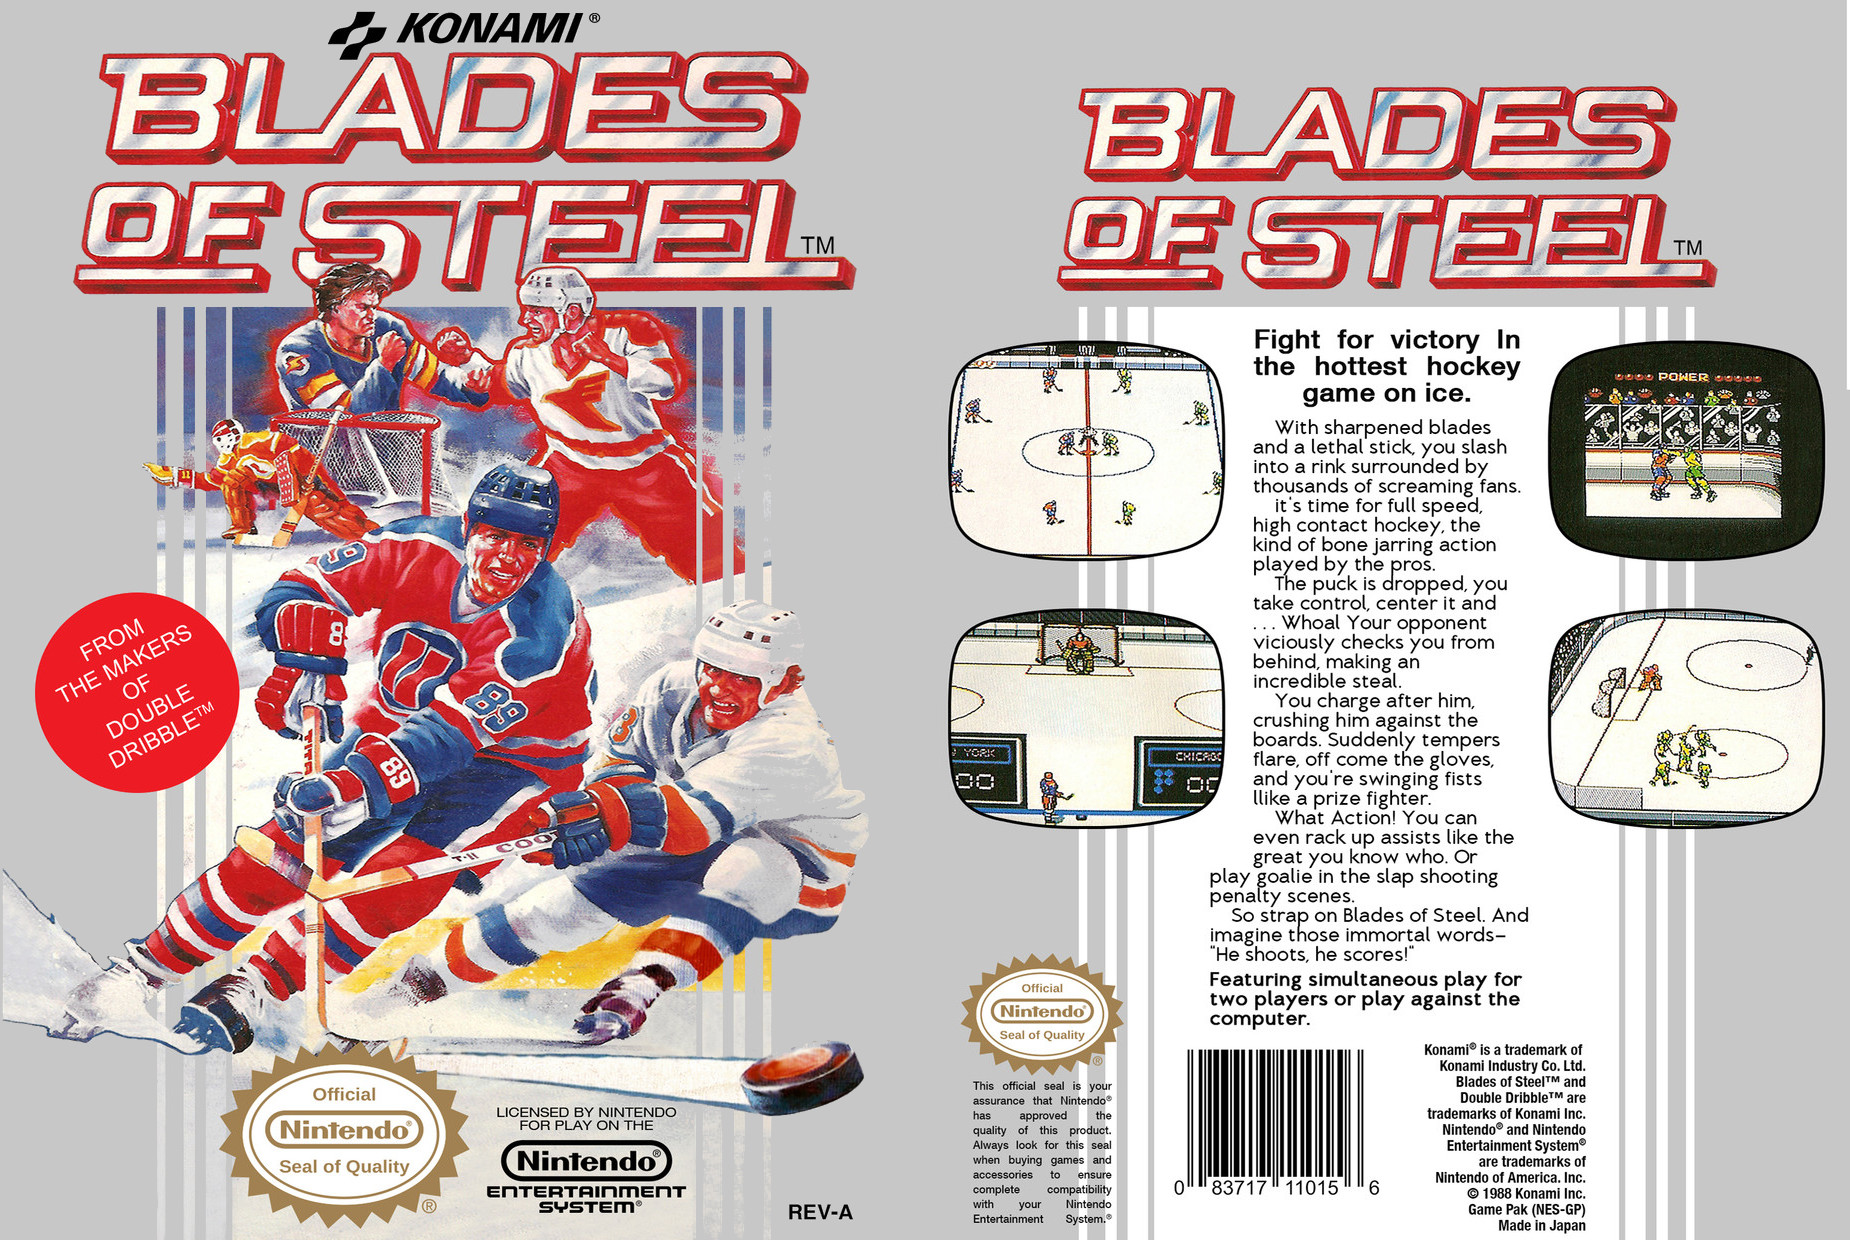 KONAMI®
BLADES
OF STEEL™
FROM
THE MAKERS
OF
DOUBLE
DRIBBLE™
89
8
89
89
8
TITAN
T-11 COO
Official
Nintendo®
Seal of Quality
®
LICENSED BY NINTENDO
FOR PLAY ON THE
Nintendo®
ENTERTAINMENT
SYSTEM®
REV-A
BLADES
OF STEEL™
Fight for victory In
the hottest hockey
game on ice.
With sharpened blades
and a lethal stick, you slash
into a rink surrounded by
thousands of screaming fans.
it's time for full speed,
high contact hockey, the
kind of bone jarring action
played by the pros.
The puck is dropped, you
take control, center it and
. . . Whoal Your opponent
viciously checks you from
behind, making an
incredible steal.
You charge after him,
crushing him against the
boards. Suddenly tempers
flare, off come the gloves,
and you're swinging fists
llike a prize fighter.
What Action! You can
even rack up assists like the
great you know who. Or
play goalie in the slap shooting
penalty scenes.
So strap on Blades of Steel. And
imagine those immortal words–
"He shoots, he scores!"
Featuring simultaneous play for
two players or play against the
computer.
POWER
YORK
00
CHICAGO
00
Official
Nintendo®
Seal of Quality
®
This official seal is your
assurance that Nintendo®
has approved the
quality of this product.
Always look for this seal
when buying games and
accessories to ensure
complete compatibility
with your Nintendo
Entertainment System.®
0 83717 11015 6
Konami® is a trademark of
Konami Industry Co. Ltd.
Blades of Steel™ and
Double Dribble™ are
trademarks of Konami Inc.
Nintendo® and Nintendo
Entertainment System®
are trademarks of
Nintendo of America. Inc.
© 1988 Konami Inc.
Game Pak (NES-GP)
Made in Japan